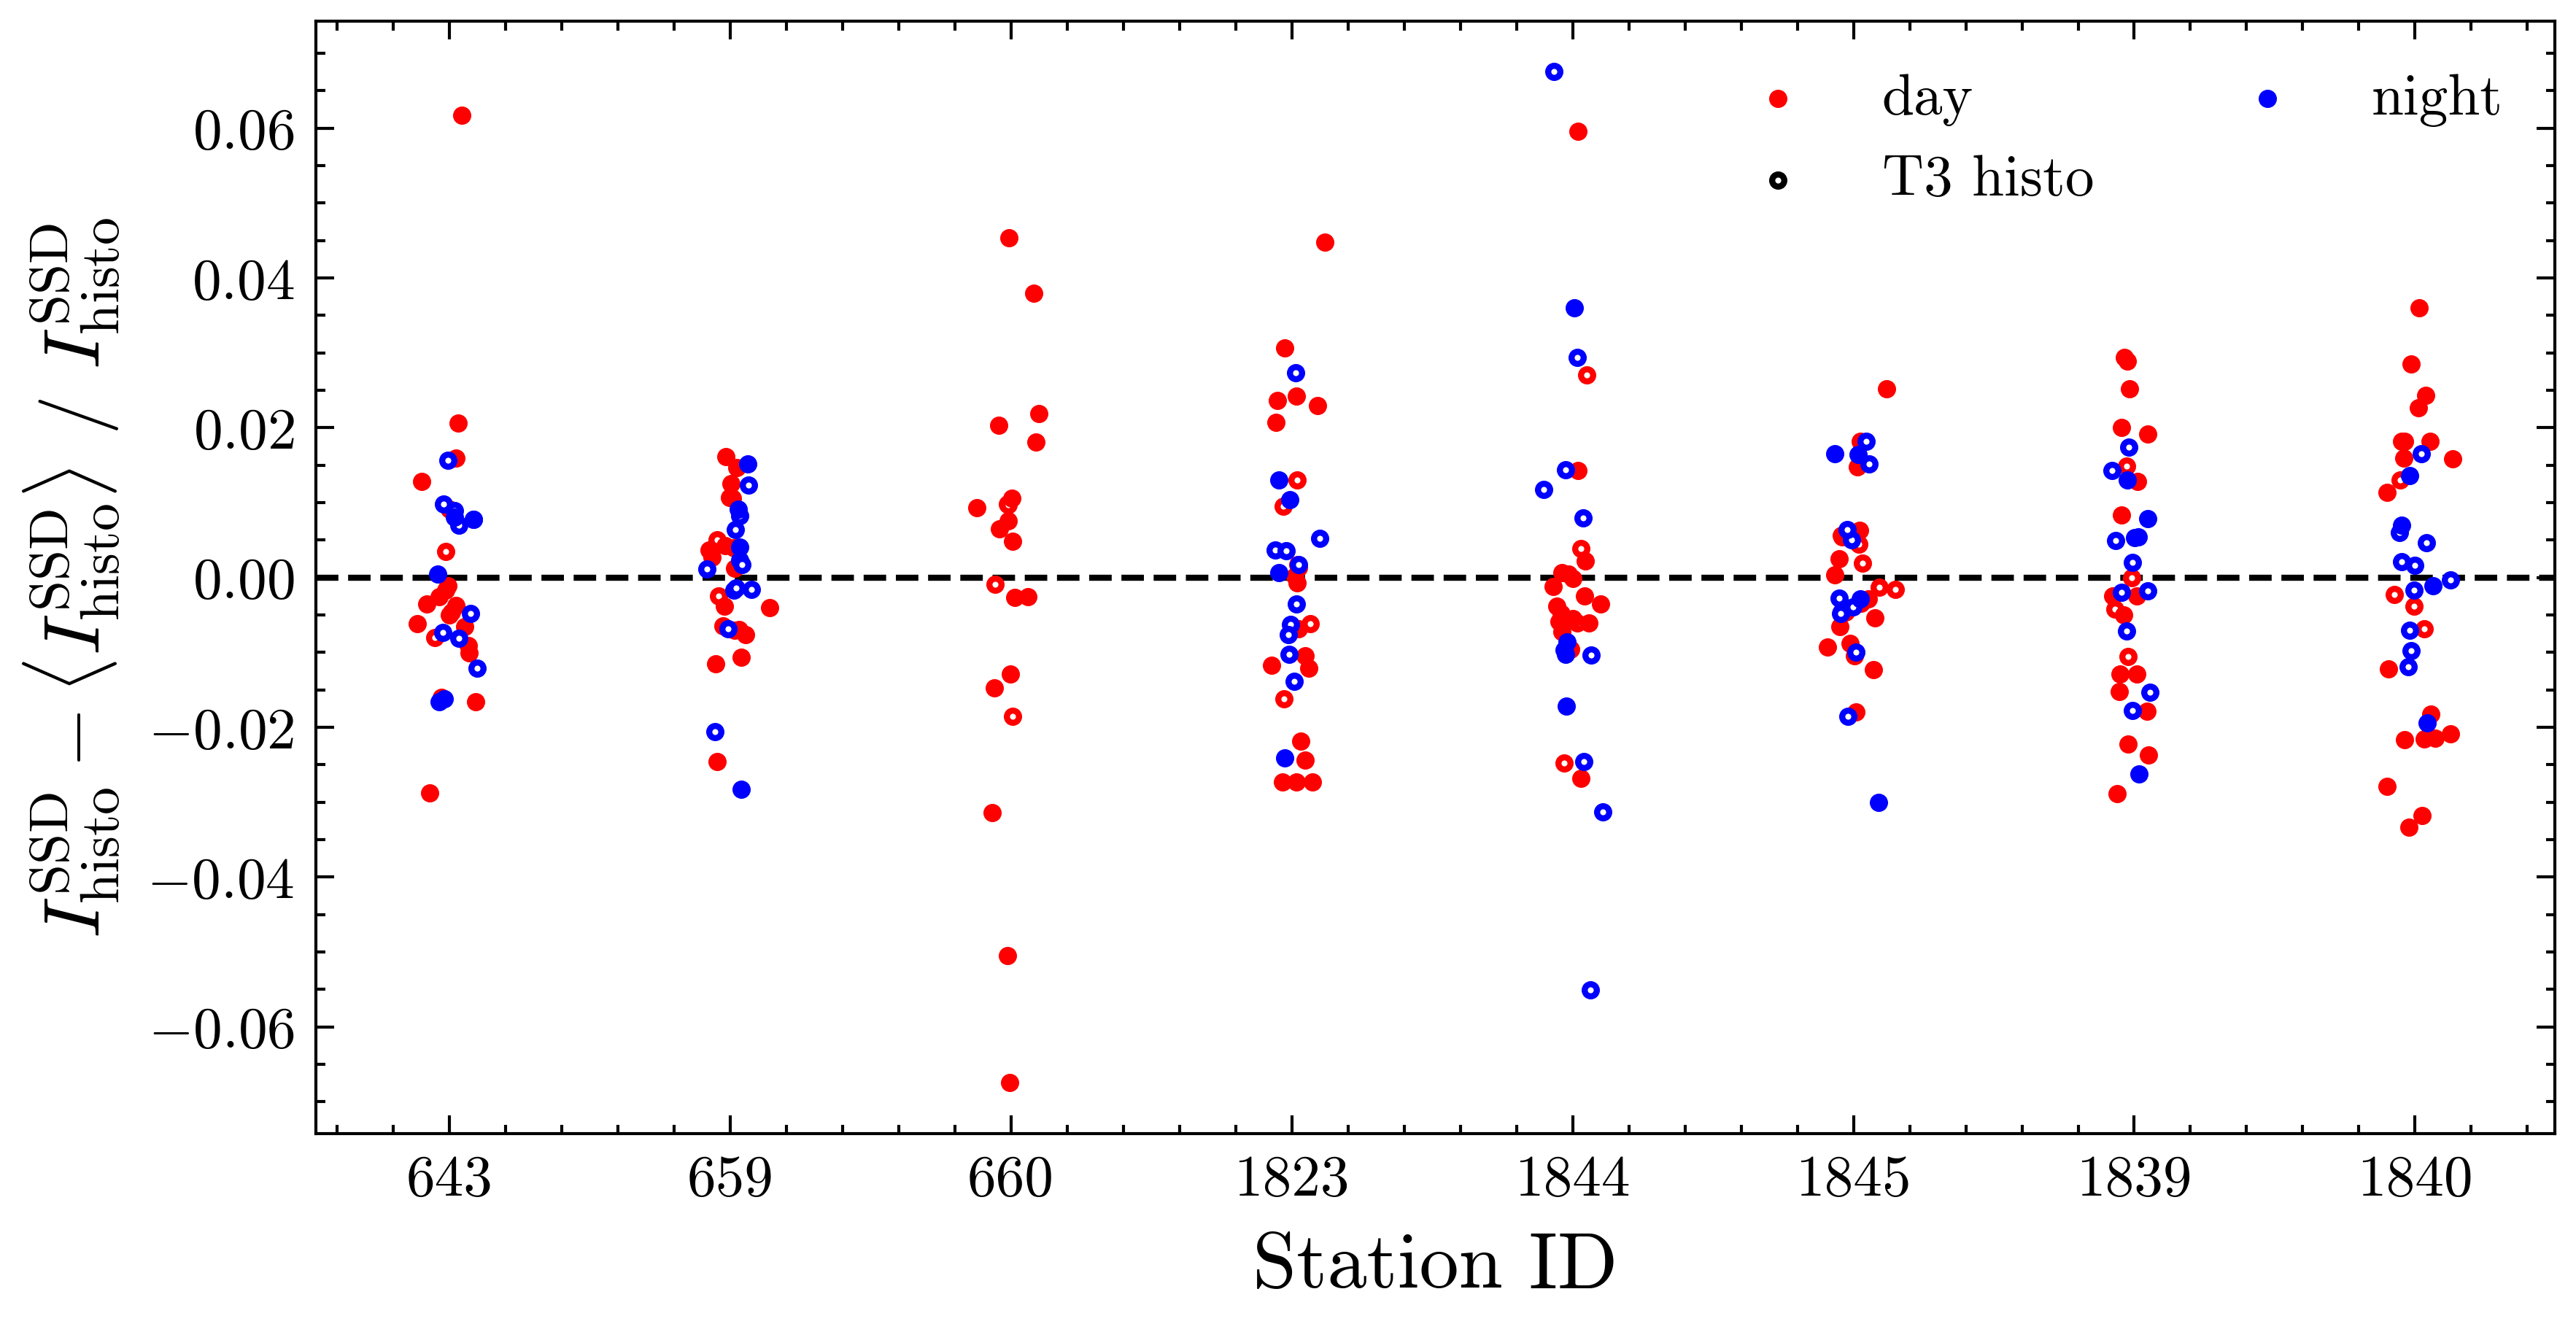 day
night
T3 histo
0.06
0.04
0.02
0.00
−0.02
−0.04
−0.06
I^SSD_histo − ⟨I^SSD_histo⟩ / I^SSD_histo
643 659 660 1823 1844 1845 1839 1840
Station ID